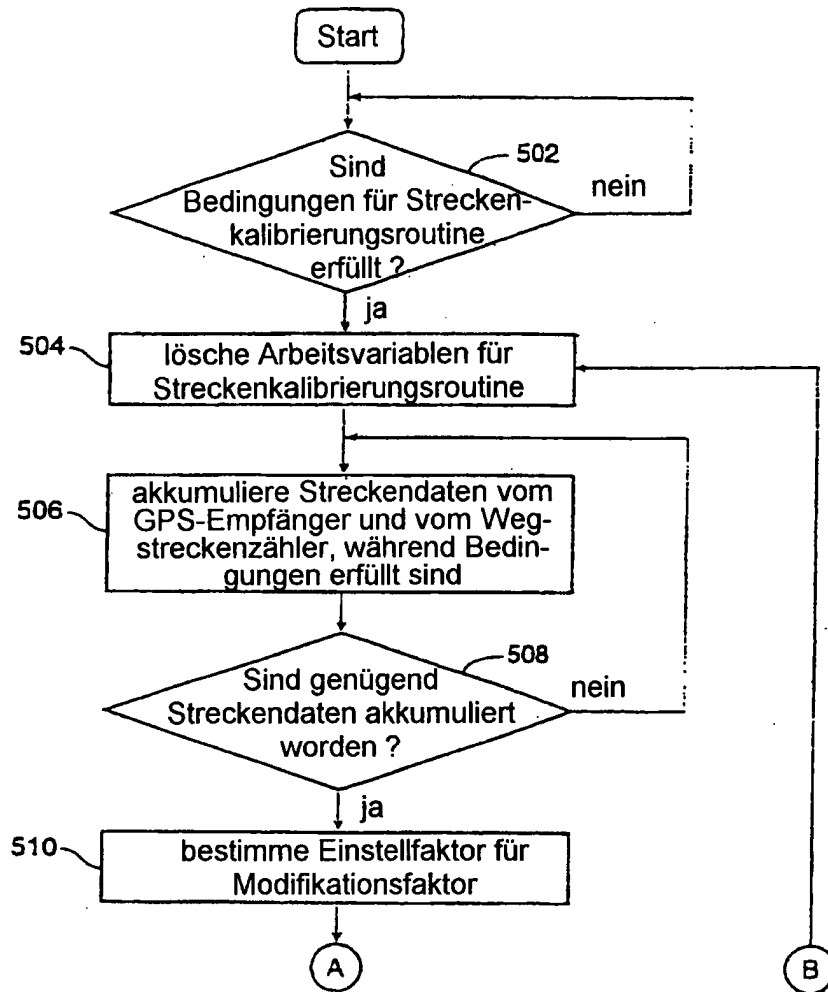 Start
502
Sind
Bedingungen für Strecken-
kalibrierungsroutine
erfüllt ?
nein
ja
504
lösche Arbeitsvariablen für
Streckenkalibrierungsroutine
506
akkumuliere Streckendaten vom
GPS-Empfänger und vom Weg-
streckenzähler, während Bedin-
gungen erfüllt sind
508
Sind genügend
Streckendaten akkumuliert
worden ?
nein
ja
510
bestimme Einstellfaktor für
Modifikationsfaktor
A
B